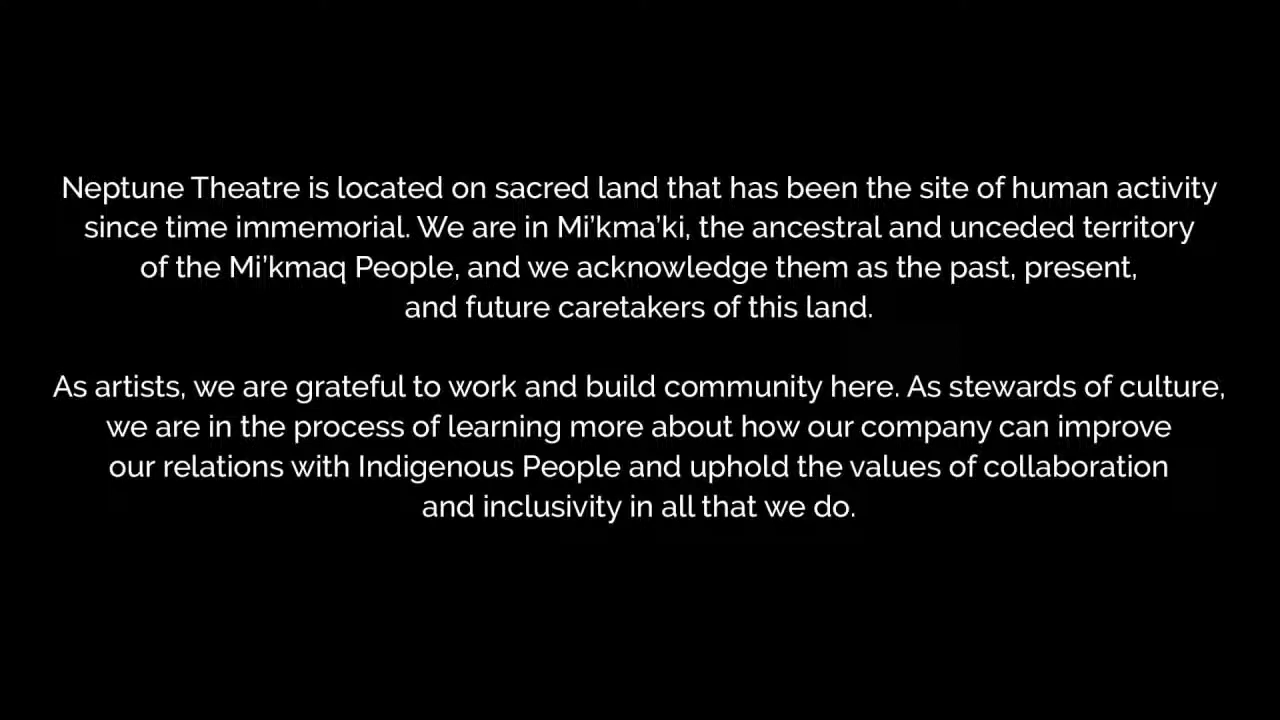 Neptune Theatre is located on sacred land that has been the site of human activity
since time immemorial. We are in Mi’kma’ki, the ancestral and unceded territory
of the Mi’kmaq People, and we acknowledge them as the past, present,
and future caretakers of this land.
As artists, we are grateful to work and build community here. As stewards of culture,
we are in the process of learning more about how our company can improve
our relations with Indigenous People and uphold the values of collaboration
and inclusivity in all that we do.